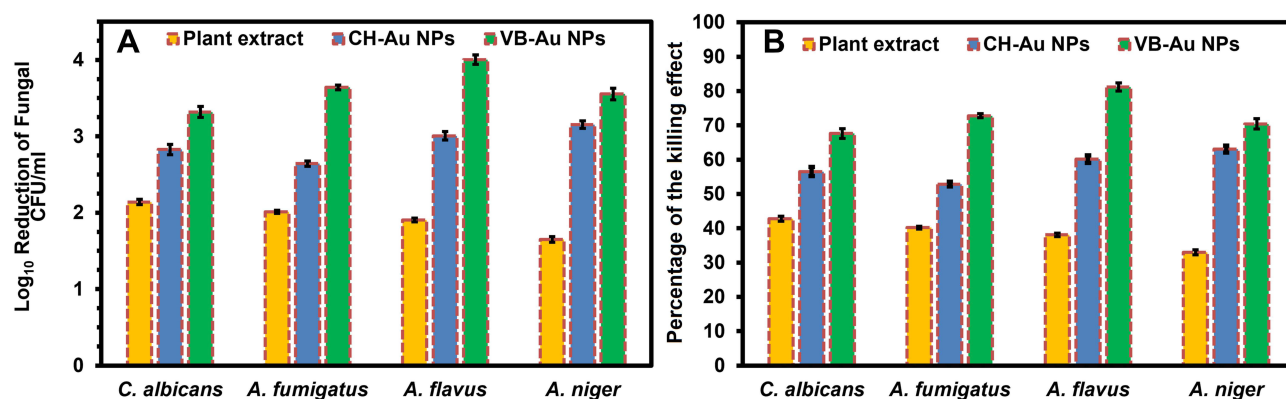 A
Plant extract CH-Au NPs VB-Au NPs
Log₁₀ Reduction of Fungal
CFU/ml
4
3
2
1
0
C. albicans A. fumigatus A. flavus A. niger
B
Plant extract CH-Au NPs VB-Au NPs
Percentage of the killing effect
100
90
80
70
60
50
40
30
20
10
0
C. albicans A. fumigatus A. flavus A. niger